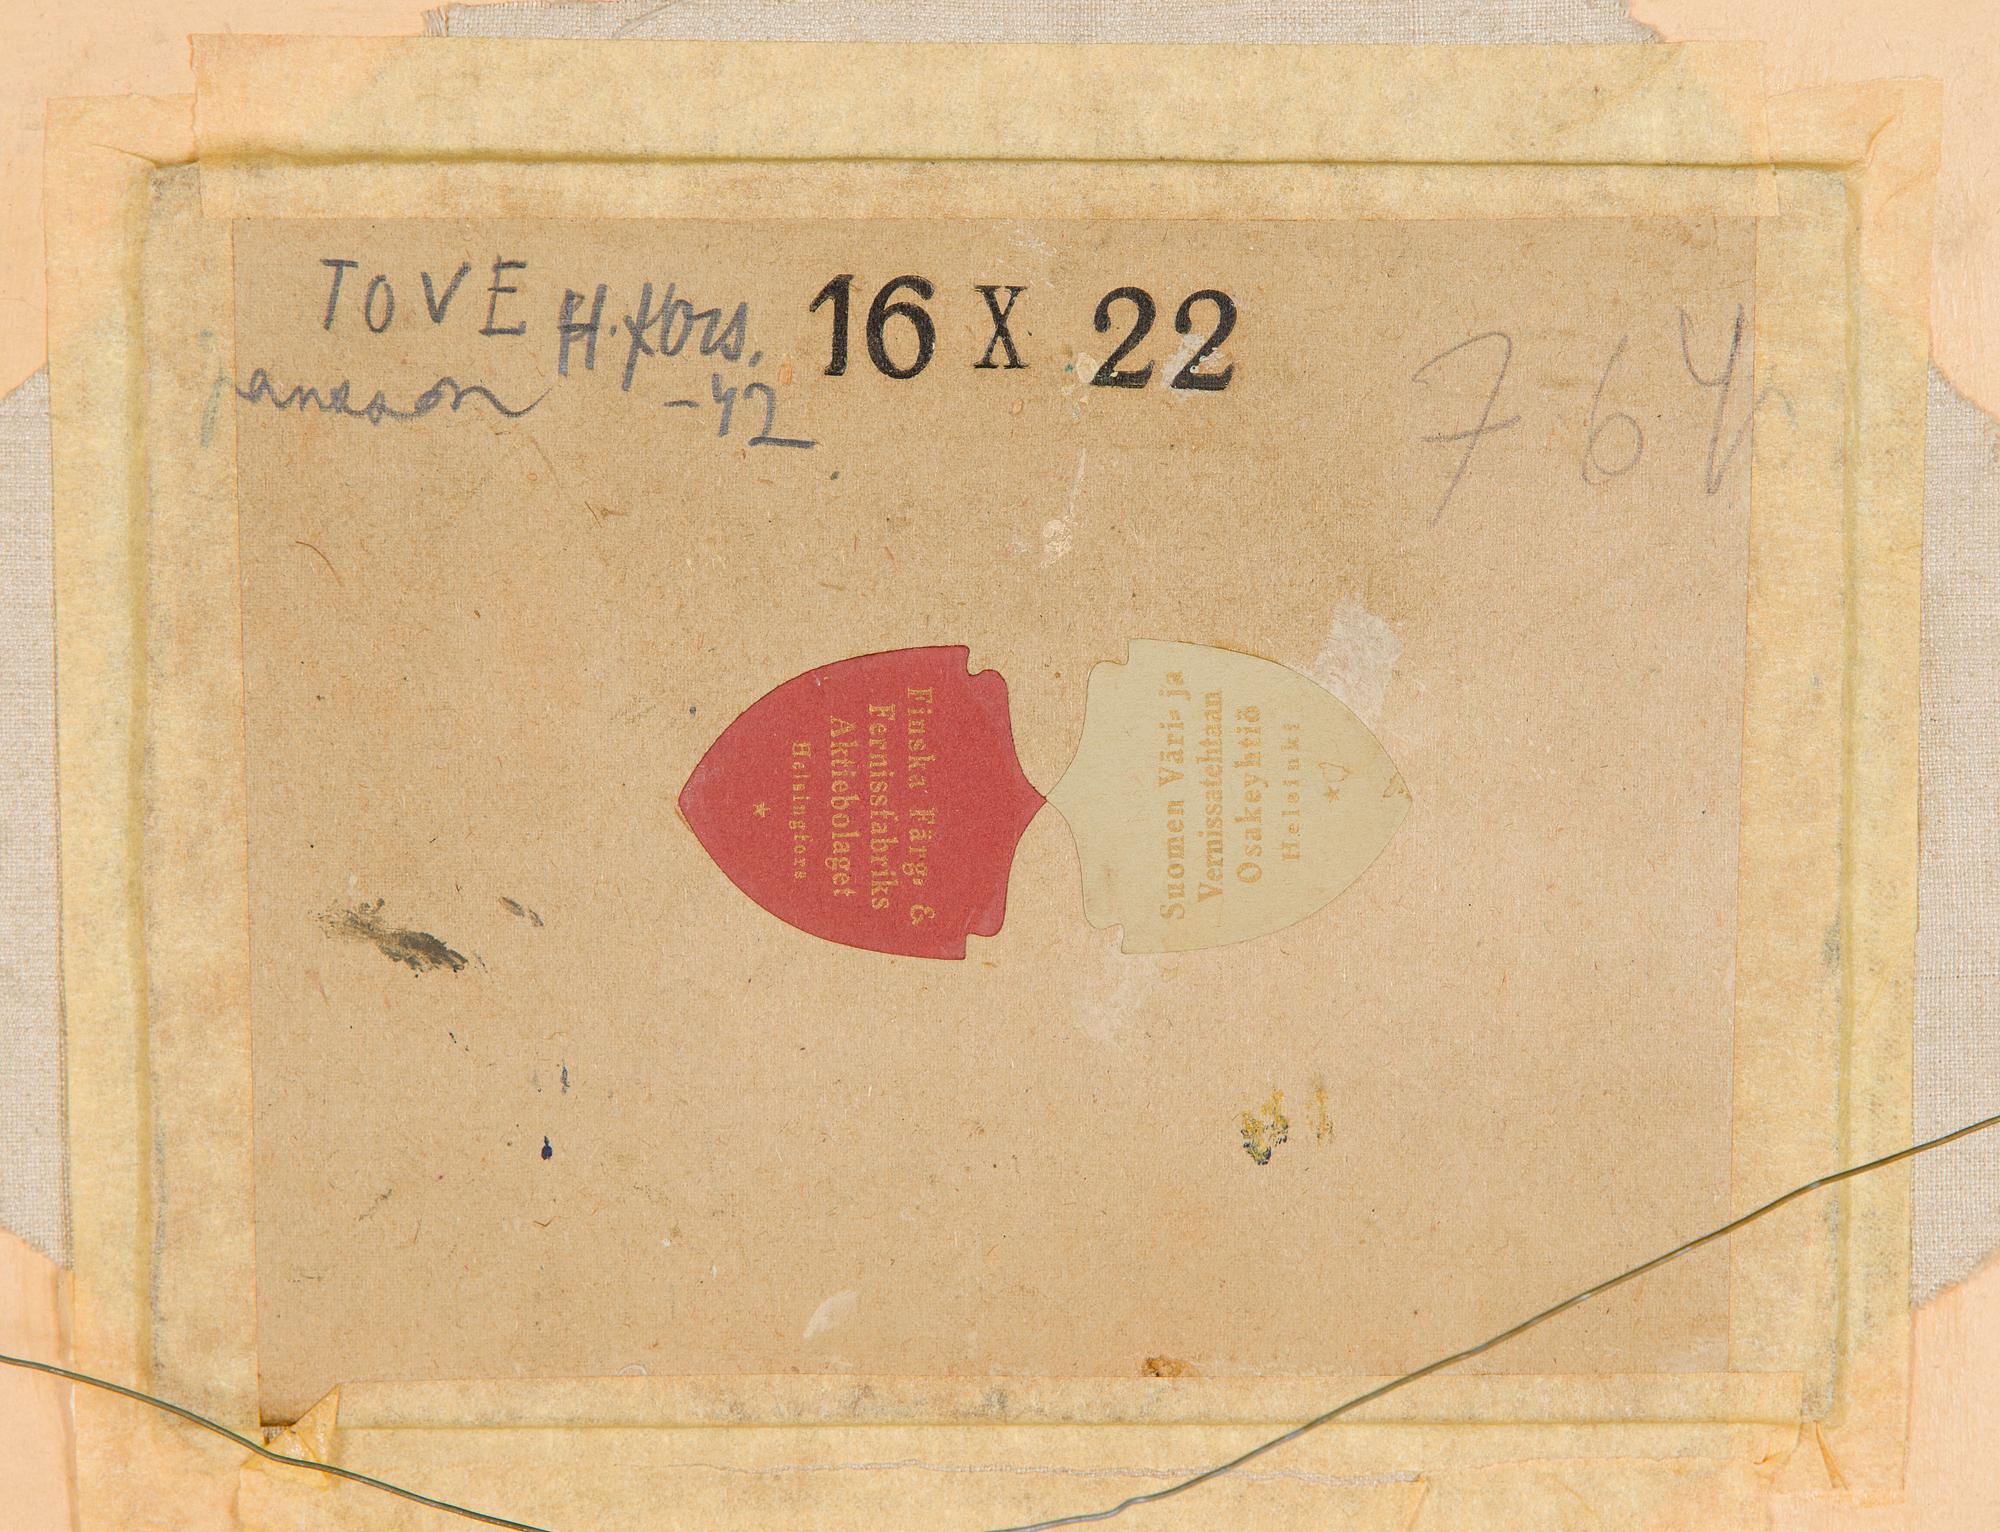 TOVE
Jansson
H.fors.
-42
16 X 22
764
Finska Färg- &
Fernissfabriks
Aktiebolaget
Helsingfors
Suomen Väri- ja
Vernissatehtaan
Osakeyhtiö
Helsinki